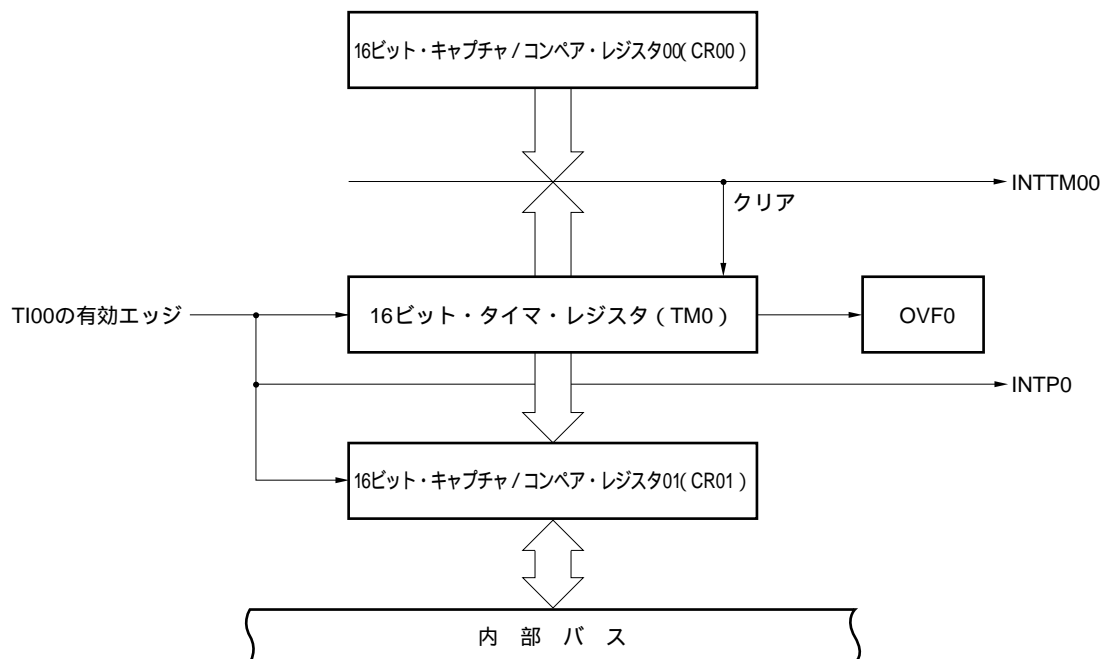 16ビット・キャプチャ/コンペア・レジスタ00(CR00)
INTTM00
クリア
TI00の有効エッジ
16ビット・タイマ・レジスタ(TM0)
OVF0
INTP0
16ビット・キャプチャ/コンペア・レジスタ01(CR01)
内 部 バ ス